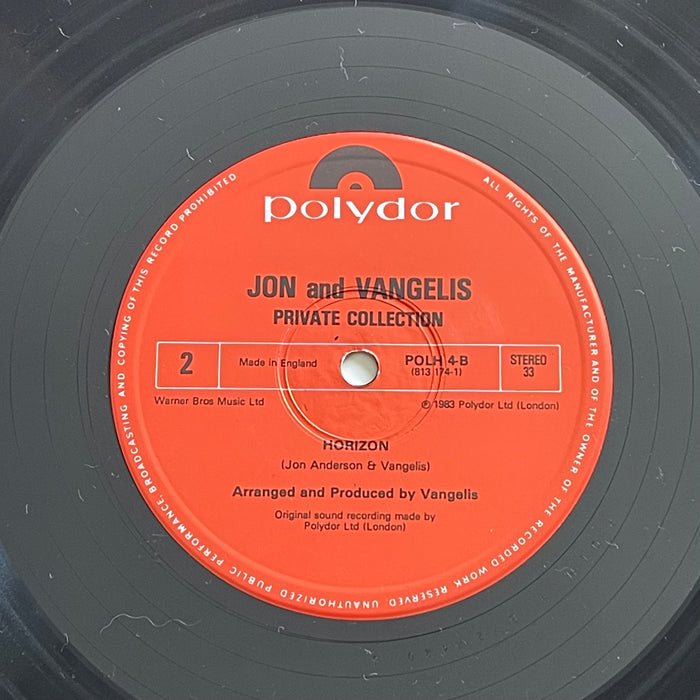 polydor
JON and VANGELIS
PRIVATE COLLECTION
2
Made in England
POLH 4-B
(813 174-1)
STEREO
33
Warner Bros Music Ltd
℗ 1983 Polydor Ltd (London)
HORIZON
(Jon Anderson & Vangelis)
Arranged and Produced by Vangelis
Original sound recording made by
Polydor Ltd (London)
ALL RIGHTS OF THE MANUFACTURER AND OF THE OWNER OF THE RECORDED WORK RESERVED. UNAUTHORIZED PUBLIC PERFORMANCE, BROADCASTING AND COPYING OF THIS RECORD PROHIBITED